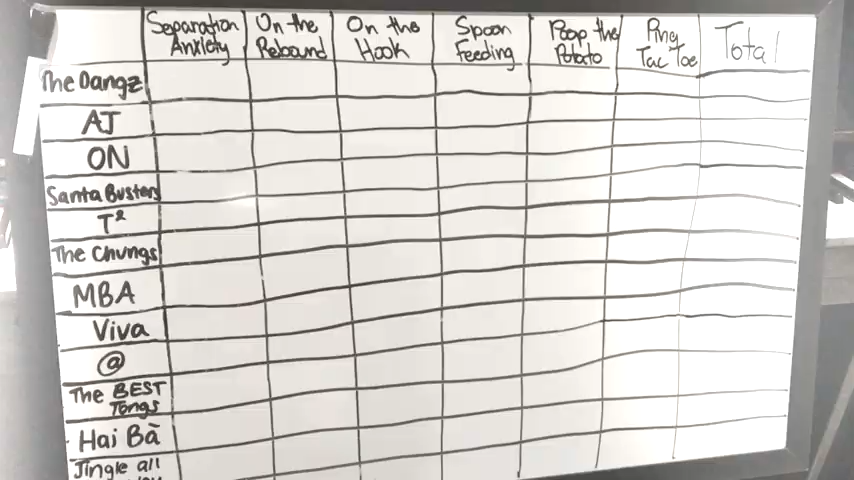 Separation Anxiety
On the Rebound
On the Hook
Spoon Feeding
Poop the Potato
Ping Tac Toe
Total
The Dangz
AJ
ON
Santa Busters
T²
The Chungs
MBA
Viva
@
The BEST Tongs
Hai Bà
Jingle all